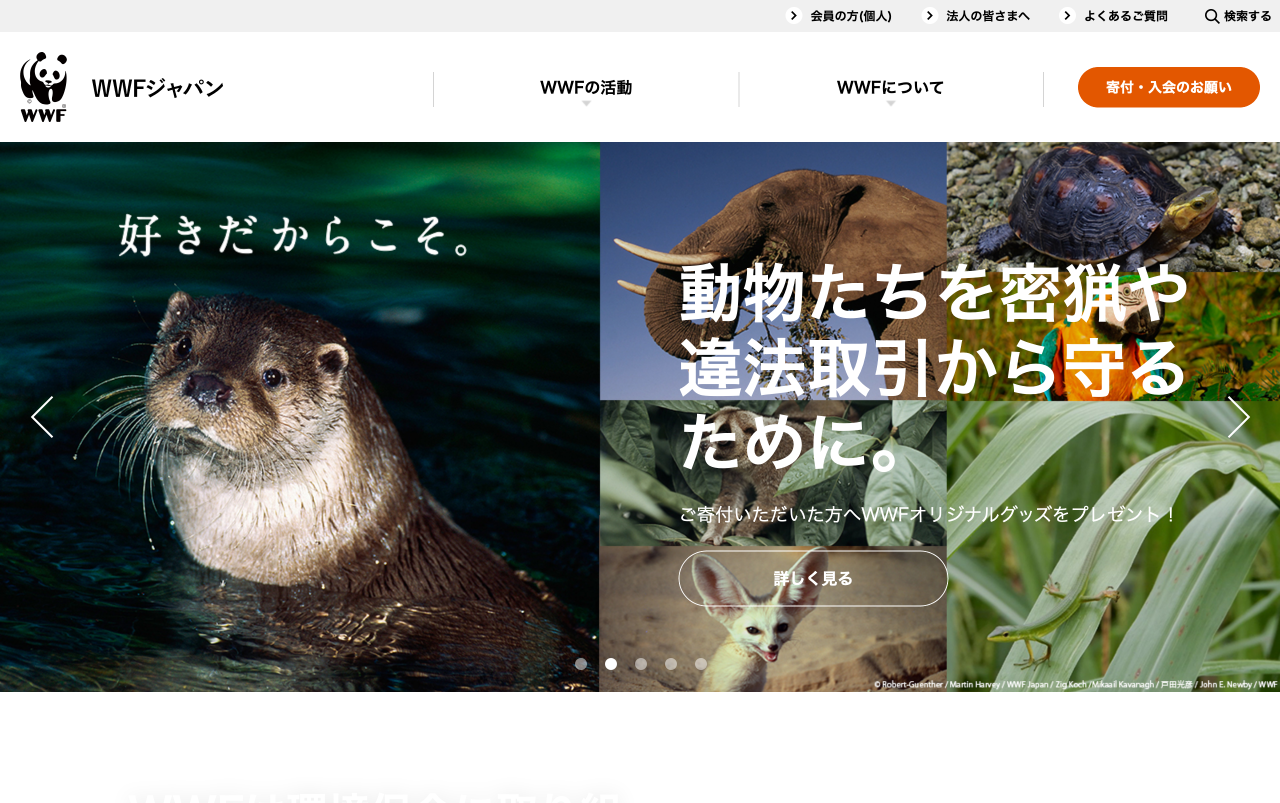 会員の方(個人)
法人の皆さまへ
よくあるご質問
検索する
WWF
WWFジャパン
WWFの活動
WWFについて
寄付・入会のお願い
好きだからこそ。
動物たちを密猟や
違法取引から守る
ために。
ご寄付いただいた方へWWFオリジナルグッズをプレゼント！
詳しく見る
© Robert-Guenther / Martin Harvey / WWF Japan / Zig Koch /Mikaail Kavanagh / 戸田光彦 / John E. Newby / WWF